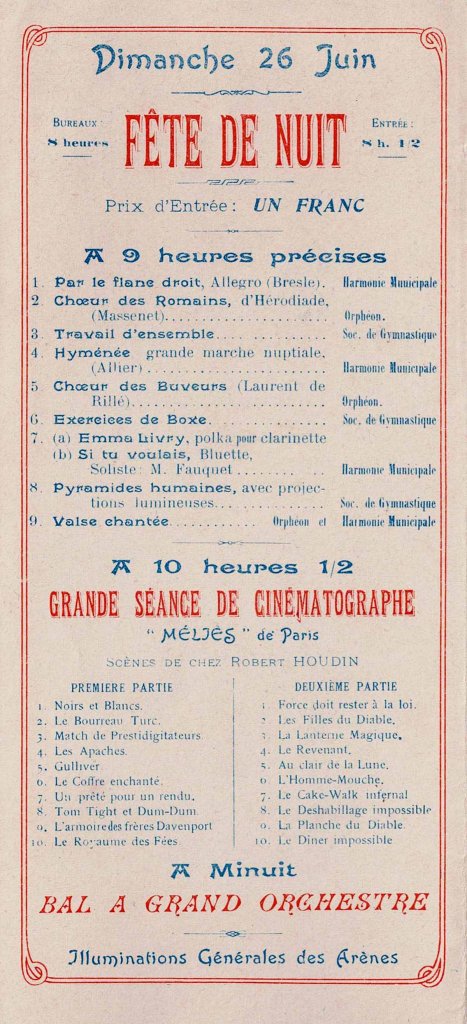 Dimanche 26 Juin
BUREAUX :
8 heures
FÊTE DE NUIT
ENTRÉE :
8 h. 1/2
Prix d'Entrée : UN FRANC
A 9 heures précises
1. Par le flanc droit, Allegro (Bresle). Harmonie Municipale
2. Chœur des Romains, d'Hérodiade,
(Massenet)..................... Orphéon.
3. Travail d'ensemble.............. Soc. de Gymnastique
4. Hyménée grande marche nuptiale,
(Allier)........................ Harmonie Municipale
5 Chœur des Buveurs (Laurent de
Rillé).......................... Orphéon.
6. Exercices de Boxe............... Soc. de Gymnastique
7. (a) Emma Livry, polka pour clarinette
(b) Si tu voulais, Bluette,
Soliste : M. Fauquet........... Harmonie Municipale
8. Pyramides humaines, avec projec-
tions lumineuses............... Soc. de Gymnastique
9. Valse chantée........... Orphéon et Harmonie Municipale
A 10 heures 1/2
GRANDE SÉANCE DE CINÉMATOGRAPHE
" MÉLIÈS " de Paris
SCÈNES DE CHEZ ROBERT HOUDIN
PREMIERE PARTIE
1. Noirs et Blancs.
2. Le Bourreau Turc.
3. Match de Prestidigitateurs.
4. Les Apaches.
5. Gulliver.
6. Le Coffre enchanté.
7. Un prêté pour un rendu.
8. Tom Tight et Dum-Dum.
9. L'armoire des frères Davenport
10. Le Royaume des Fées.
DEUXIÈME PARTIE
1. Force doit rester à la loi.
2. Les Filles du Diable.
3. La Lanterne Magique.
4. Le Revenant.
5. Au clair de la Lune.
6 L'Homme-Mouche.
7. Le Cake-Walk infernal
8. Le Deshabillage impossible
9. La Planche du Diable.
10. Le Diner impossible
A Minuit
BAL A GRAND ORCHESTRE
Illuminations Générales des Arènes